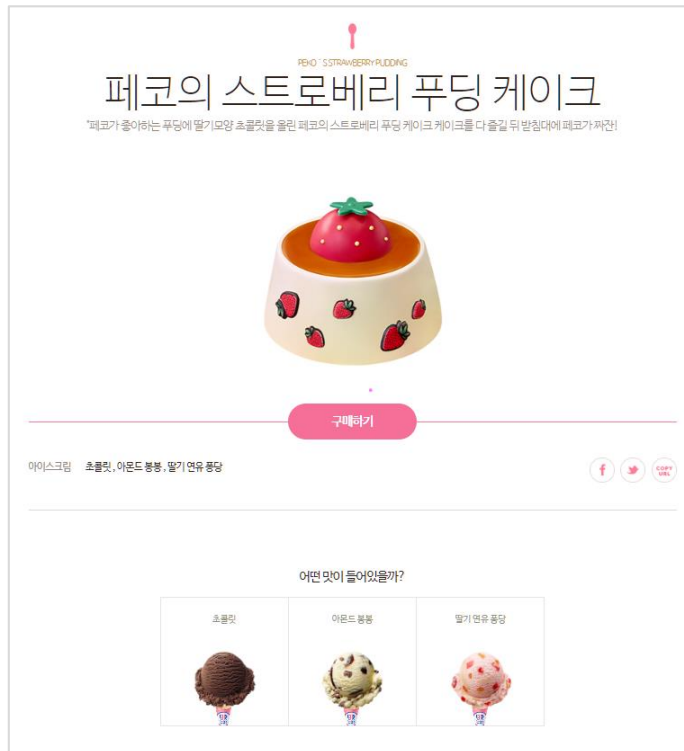 PEKO`S STRAWBERRY PUDDING
페코의 스트로베리 푸딩 케이크
"페코가 좋아하는 푸딩에 딸기모양 초콜릿을 올린 페코의 스트로베리 푸딩 케이크 케이크를 다 즐길 뒤 받침대에 페코가 짜잔!
구매하기
아이스크림 초콜릿 , 아몬드 봉봉 , 딸기 연유 퐁당
f
COPY
URL
어떤 맛이 들어있을까?
초콜릿
아몬드 봉봉
딸기 연유 퐁당